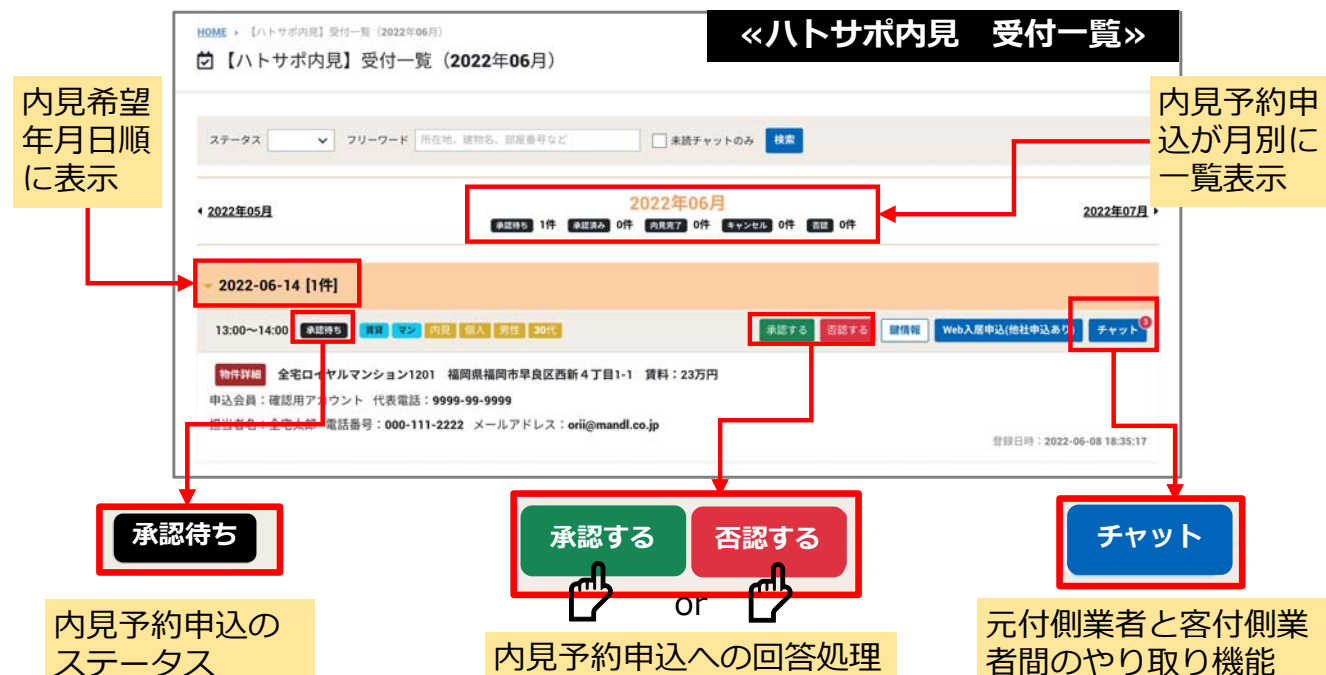 HOME › 【ハトサポ内見】受付一覧（2022年06月）
«ハトサポ内見　受付一覧»
【ハトサポ内見】受付一覧（2022年06月）
内見希望
年月日順
に表示
内見予約申
込が月別に
一覧表示
ステータス フリーワード 所在地、建物名、部屋番号など 未読チャットのみ 検索
2022年05月
2022年06月
2022年07月
承認待ち 1件 承認済み 0件 内見完了 0件 キャンセル 0件 否認 0件
2022-06-14 [1件]
13:00～14:00 承認待ち 賃貸 マン 内見 個人 男性 30代 承認する 否認する 鍵情報 Web入居申込(他社申込あり) チャット 3
物件詳細 全宅ロイヤルマンション1201 福岡県福岡市早良区西新４丁目1-1 賃料：23万円
申込会員：確認用アカウント 代表電話：9999-99-9999
担当者名：全宅太郎 電話番号：000-111-2222 メールアドレス：orii@mandl.co.jp
登録日時：2022-06-08 18:35:17
承認待ち
承認する
否認する
チャット
or
内見予約申込の
ステータス
内見予約申込への回答処理
元付側業者と客付側業
者間のやり取り機能